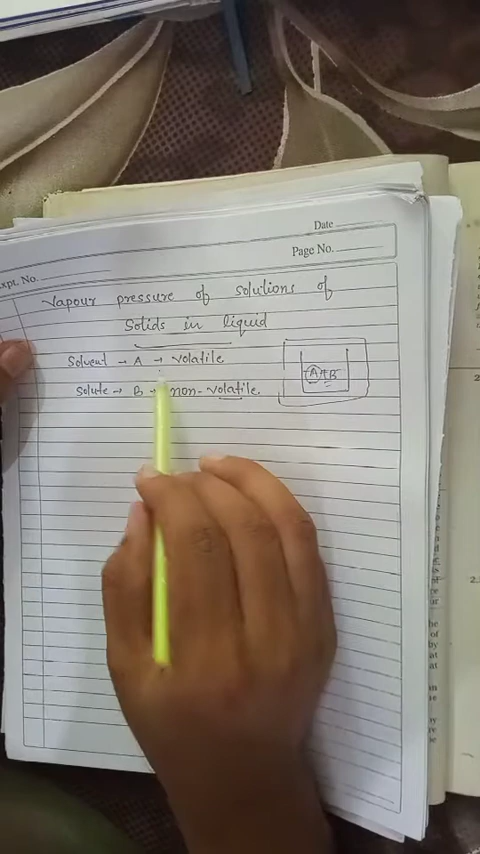 Date
Page No.
Expt. No.
Vapour pressure of solutions of
Solids in liquid
Solvent → A → volatile
Solute → B → non-volatile.
A+B